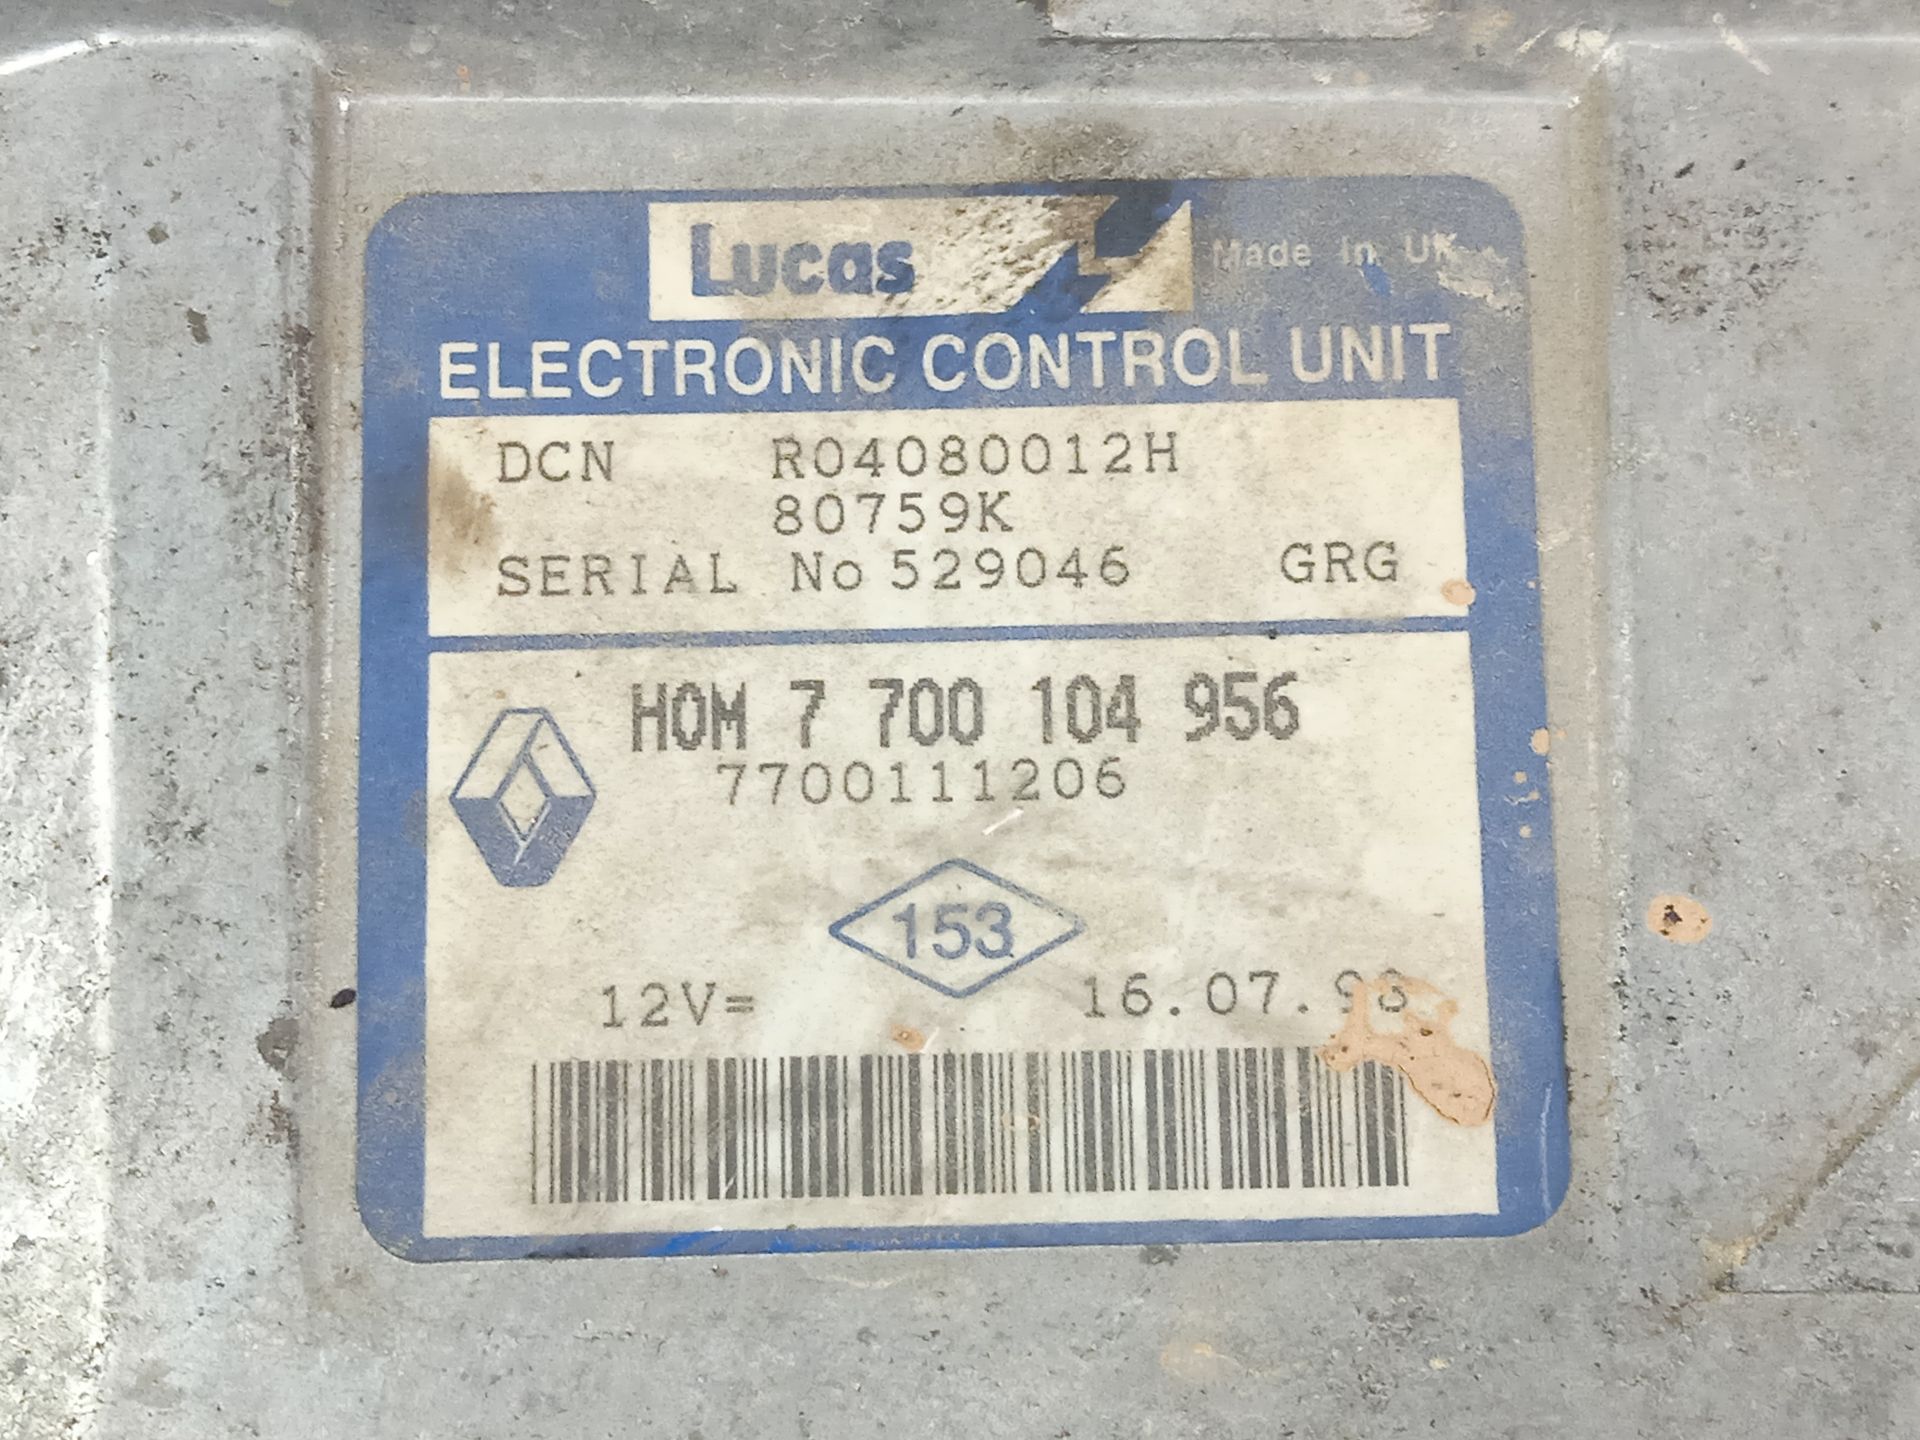 Lucas
Made in UK
ELECTRONIC CONTROL UNIT
DCN R04080012H
80759K
SERIAL No 529046 GRG
HOM 7 700 104 956
7700111206
153
12V= 16.07.98